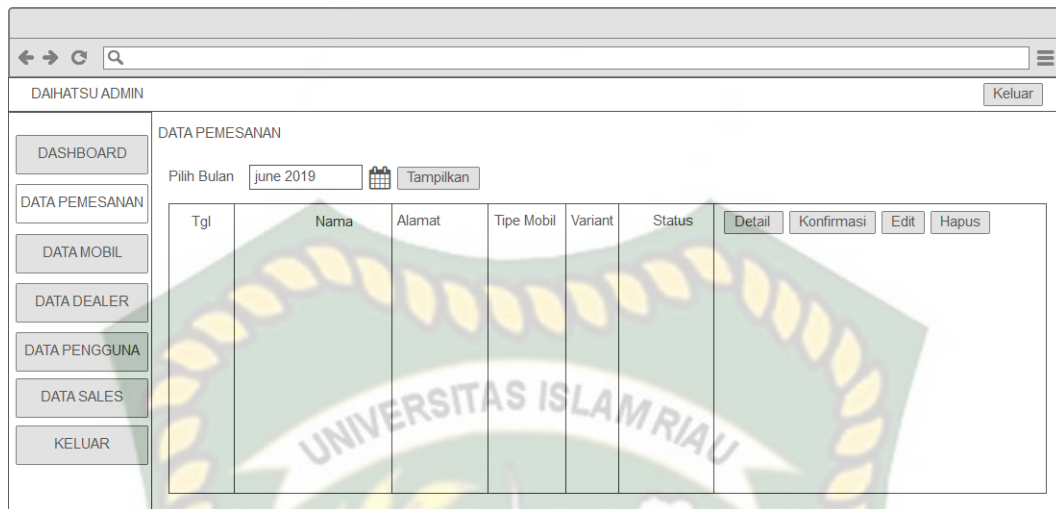 DAIHATSU ADMIN
Keluar
DASHBOARD
DATA PEMESANAN
DATA MOBIL
DATA DEALER
DATA PENGGUNA
DATA SALES
KELUAR
DATA PEMESANAN
Pilih Bulan june 2019 Tampilkan
Tgl Nama Alamat Tipe Mobil Variant Status Detail Konfirmasi Edit Hapus
UNIVERSITAS ISLAM RIAU